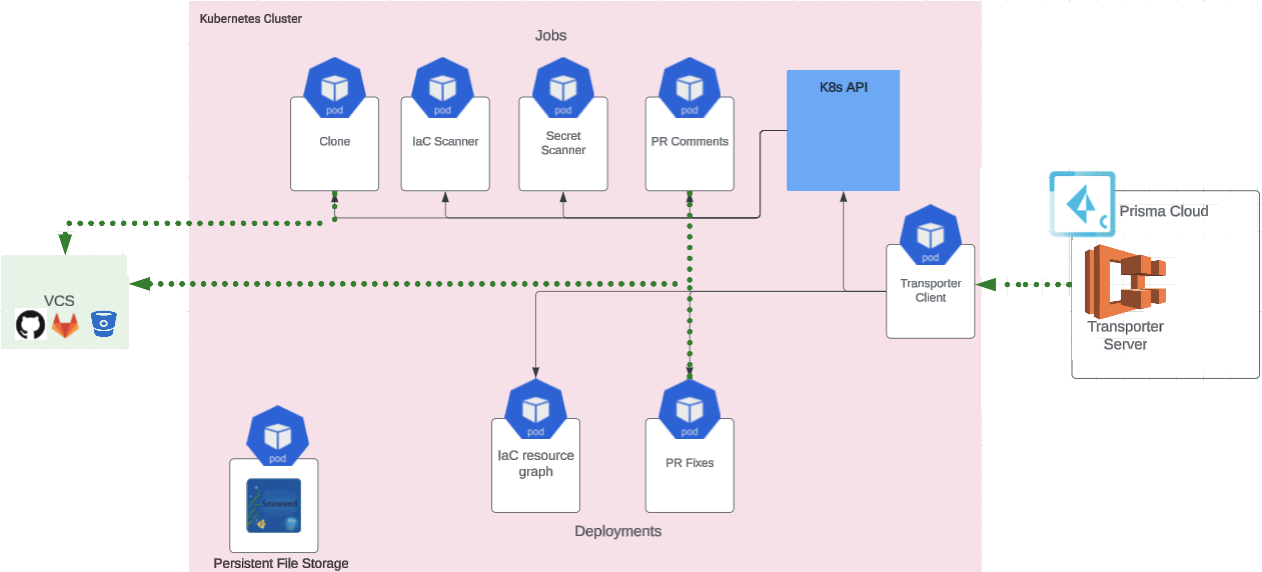 Kubernetes Cluster
Jobs
pod
Clone
pod
IaC Scanner
pod
Secret
Scanner
pod
PR Comments
K8s API
Prisma Cloud
C
Transporter
Server
pod
Transporter
Client
VCS
pod
IaC resource
graph
pod
PR Fixes
Deployments
pod
Seaweed
Persistent File Storage